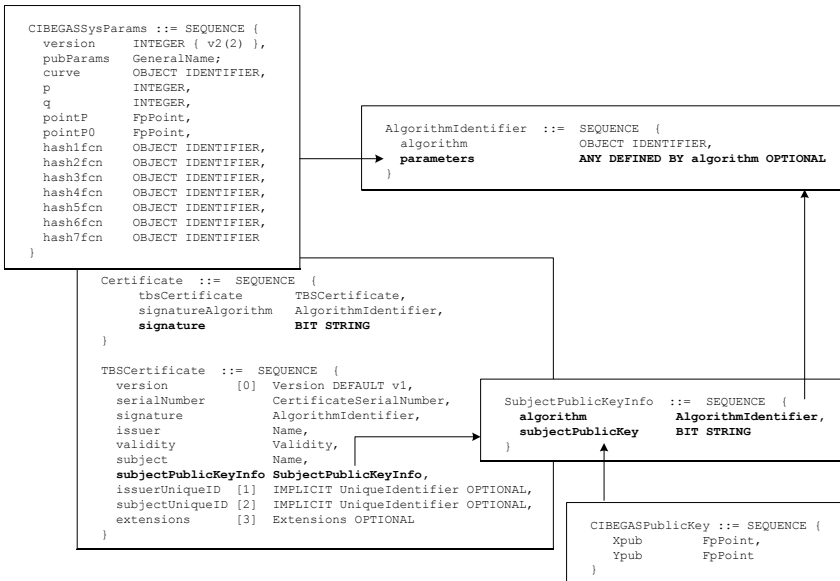 CIBEGASSysParams ::= SEQUENCE {
version INTEGER { v2(2) },
pubParams GeneralName;
curve OBJECT IDENTIFIER,
p INTEGER,
q INTEGER,
pointP FpPoint,
pointP0 FpPoint,
hash1fcn OBJECT IDENTIFIER,
hash2fcn OBJECT IDENTIFIER,
hash3fcn OBJECT IDENTIFIER,
hash4fcn OBJECT IDENTIFIER,
hash5fcn OBJECT IDENTIFIER,
hash6fcn OBJECT IDENTIFIER,
hash7fcn OBJECT IDENTIFIER
}
AlgorithmIdentifier ::= SEQUENCE {
algorithm OBJECT IDENTIFIER,
parameters ANY DEFINED BY algorithm OPTIONAL
}
Certificate ::= SEQUENCE {
tbsCertificate TBSCertificate,
signatureAlgorithm AlgorithmIdentifier,
signature BIT STRING
}
TBSCertificate ::= SEQUENCE {
version [0] Version DEFAULT v1,
serialNumber CertificateSerialNumber,
signature AlgorithmIdentifier,
issuer Name,
validity Validity,
subject Name,
subjectPublicKeyInfo SubjectPublicKeyInfo,
issuerUniqueID [1] IMPLICIT UniqueIdentifier OPTIONAL,
subjectUniqueID [2] IMPLICIT UniqueIdentifier OPTIONAL,
extensions [3] Extensions OPTIONAL
}
SubjectPublicKeyInfo ::= SEQUENCE {
algorithm AlgorithmIdentifier,
subjectPublicKey BIT STRING
}
CIBEGASPublicKey ::= SEQUENCE {
Xpub FpPoint,
Ypub FpPoint
}